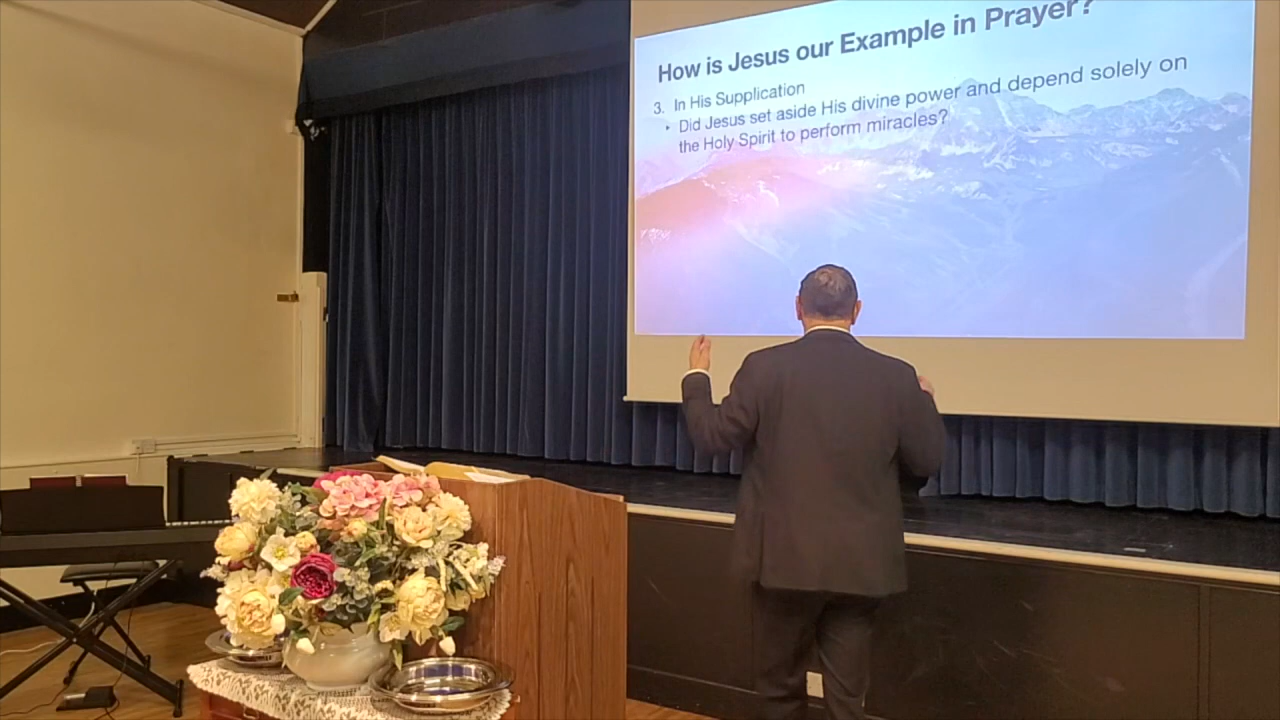 How is Jesus our Example in Prayer?
3. In His Supplication
• Did Jesus set aside His divine power and depend solely on
the Holy Spirit to perform miracles?